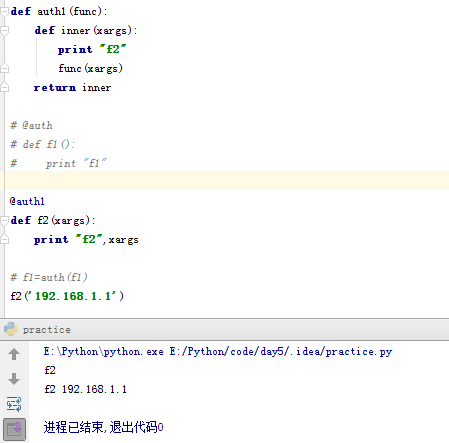 def auth1(func):
    def inner(xargs):
        print "f2"
        func(xargs)
    return inner
# @auth
# def f1():
#     print "f1"
@auth1
def f2(xargs):
    print "f2",xargs
# f1=auth(f1)
f2('192.168.1.1')
practice
E:\Python\python.exe E:/Python/code/day5/.idea/practice.py
f2
f2 192.168.1.1
进程已结束,退出代码0